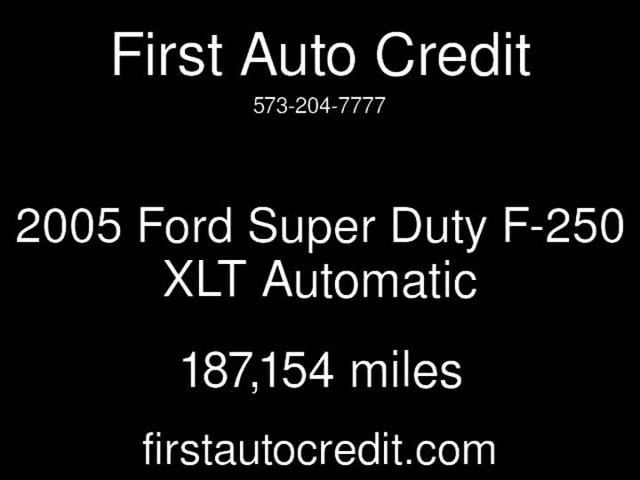 First Auto Credit
573-204-7777
2005 Ford Super Duty F-250
XLT Automatic
187,154 miles
firstautocredit.com